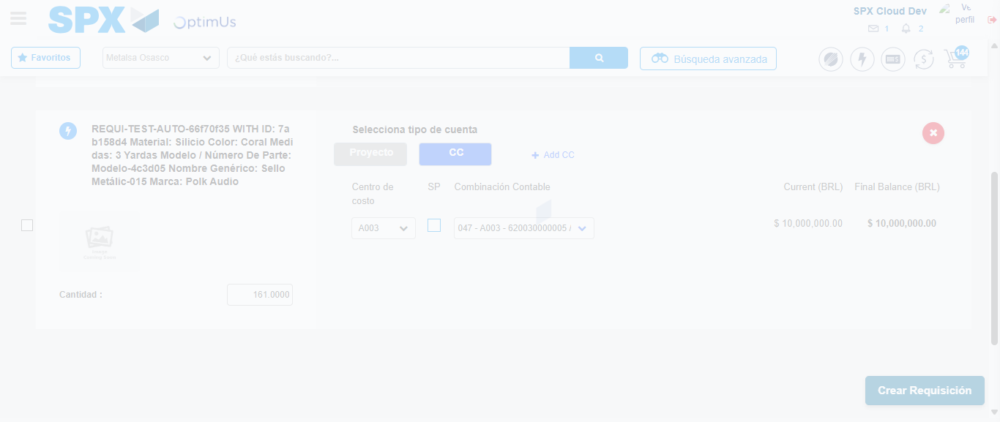 SPX
OptimUs
SPX Cloud Dev
Ve
perfil
1
2
Favoritos
Metalsa Osasco
¿Qué estás buscando?...
Búsqueda avanzada
144
REQUI-TEST-AUTO-66f70f35 WITH ID: 7a
b158d4 Material: Silicio Color: Coral Medi
das: 3 Yardas Modelo / Número De Parte:
Modelo-4c3d05 Nombre Genérico: Sello
Metálic-015 Marca: Polk Audio
Selecciona tipo de cuenta
Proyecto
CC
Add CC
Centro de
costo
SP
Combinación Contable
Current (BRL)
Final Balance (BRL)
A003
047 - A003 - 620030000005 /
$ 10,000,000.00
$ 10,000,000.00
Cantidad :
161.0000
Crear Requisición